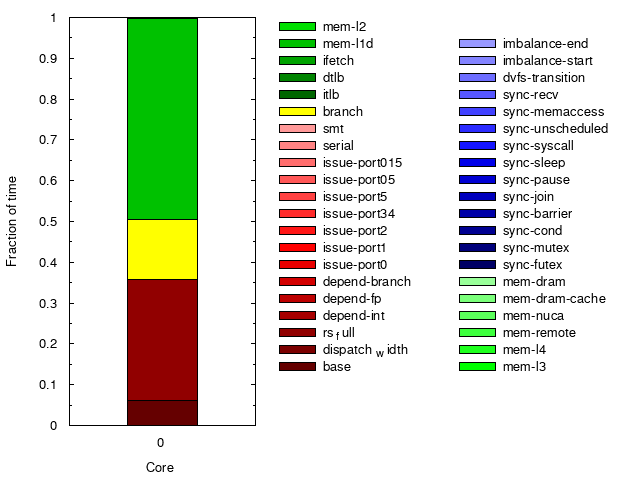 1
0.9
0.8
0.7
0.6
0.5
0.4
0.3
0.2
0.1
0
Fraction of time
0
Core
mem-l2
mem-l1d
ifetch
dtlb
itlb
branch
smt
serial
issue-port015
issue-port05
issue-port5
issue-port34
issue-port2
issue-port1
issue-port0
depend-branch
depend-fp
depend-int
rsfull
dispatchwidth
base
imbalance-end
imbalance-start
dvfs-transition
sync-recv
sync-memaccess
sync-unscheduled
sync-syscall
sync-sleep
sync-pause
sync-join
sync-barrier
sync-cond
sync-mutex
sync-futex
mem-dram
mem-dram-cache
mem-nuca
mem-remote
mem-l4
mem-l3